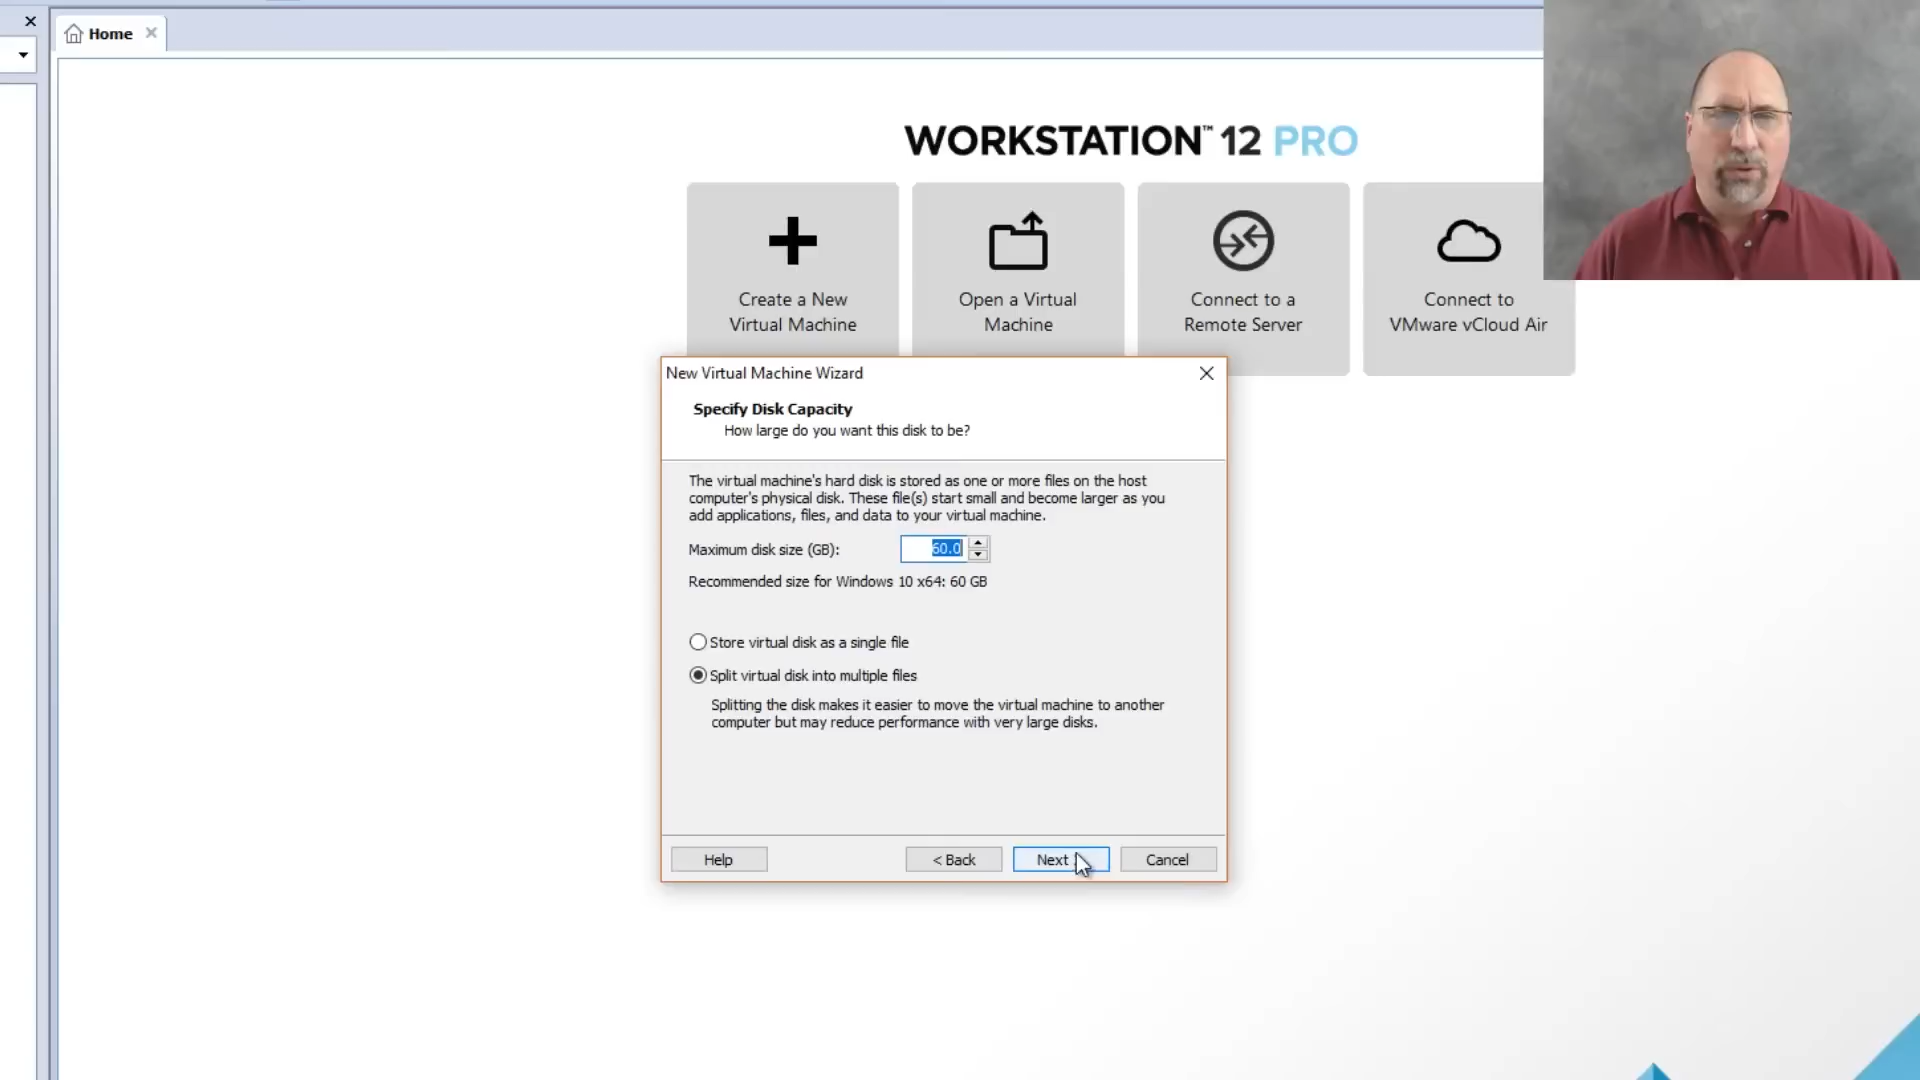 Home
WORKSTATION™ 12 PRO
Create a New
Virtual Machine
Open a Virtual
Machine
Connect to a
Remote Server
Connect to
VMware vCloud Air
New Virtual Machine Wizard
Specify Disk Capacity
How large do you want this disk to be?
The virtual machine's hard disk is stored as one or more files on the host
computer's physical disk. These file(s) start small and become larger as you
add applications, files, and data to your virtual machine.
Maximum disk size (GB): 60.0
Recommended size for Windows 10 x64: 60 GB
Store virtual disk as a single file
Split virtual disk into multiple files
Splitting the disk makes it easier to move the virtual machine to another
computer but may reduce performance with very large disks.
Help < Back Next Cancel